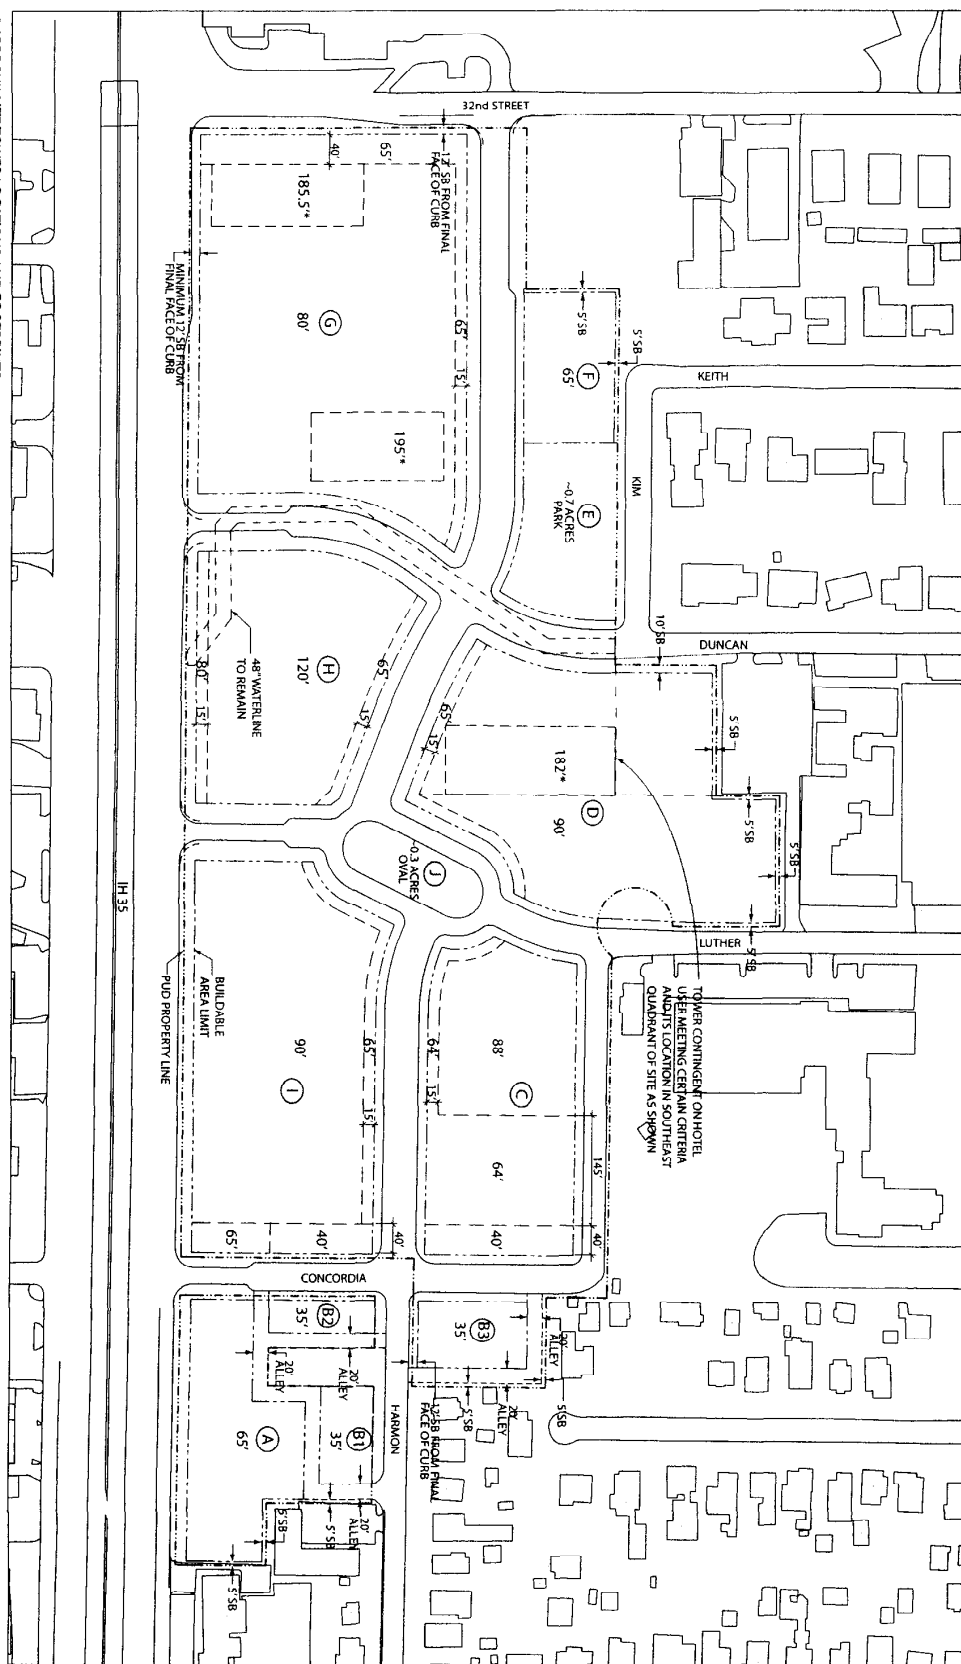 32nd STREET
12' SB FROM FINAL
FACE OF CURB
65'
40'
185.5'*
MINIMUM 12' SB FROM
FINAL FACE OF CURB
G
80'
65'
15'
195'*
5' SB
5' SB
F
65'
KEITH
KIM
E
~0.7 ACRES
PARK
10' SB
DUNCAN
H
120'
65'
15'
80'
15'
48" WATERLINE
TO REMAIN
65'
15'
182'*
D
90'
5' SB
5' SB
5' SB
5' SB
J
~0.3 ACRES
OVAL
IH 35
LUTHER
TOWER CONTINGENT ON HOTEL
USER MEETING CERTAIN CRITERIA
AND ITS LOCATION IN SOUTHEAST
QUADRANT OF SITE AS SHOWN
BUILDABLE
AREA LIMIT
PUD PROPERTY LINE
90'
I
65'
15'
88'
C
64'
15'
145'
64'
65'
40'
40'
40'
40'
CONCORDIA
B2
35'
B3
35'
20'
ALLEY
5' SB
20'
ALLEY
5' SB
20'
ALLEY
20'
ALLEY
12' SB FROM FINAL
FACE OF CURB
HARMON
B1
35'
A
65'
20'
ALLEY
5' SB
5' SB
5' SB